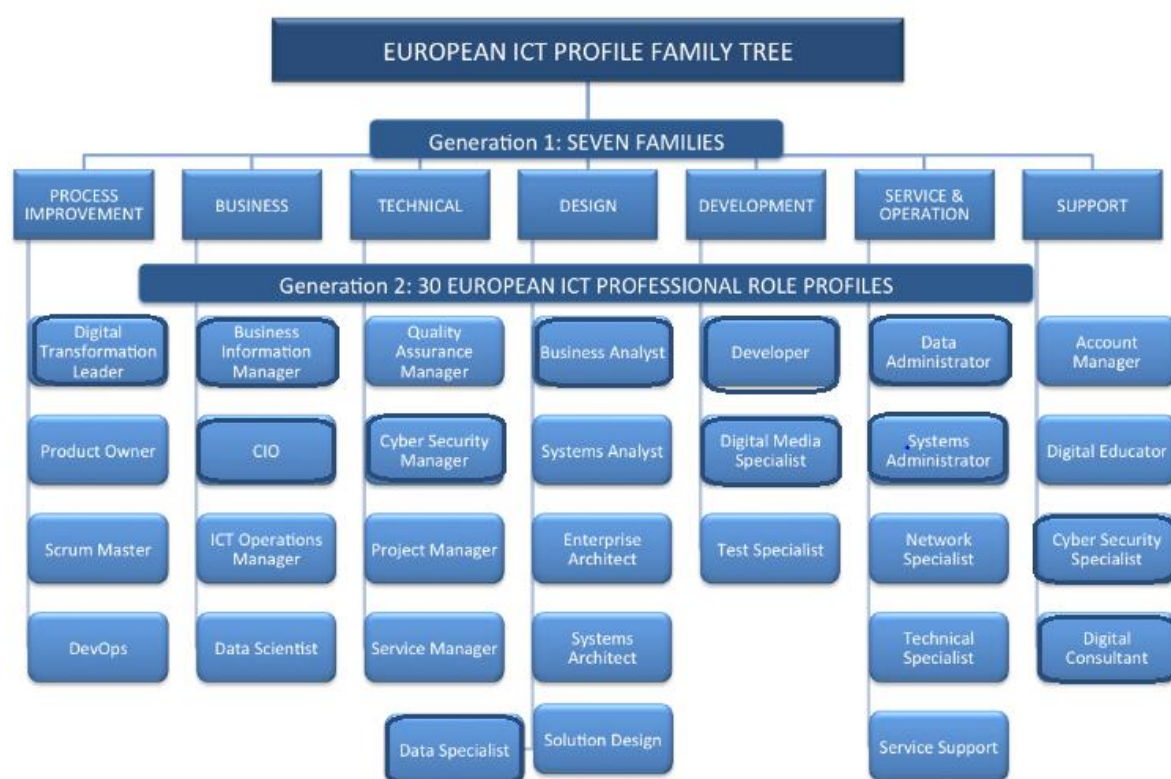 EUROPEAN ICT PROFILE FAMILY TREE
Generation 1: SEVEN FAMILIES
PROCESS
IMPROVEMENT
BUSINESS
TECHNICAL
DESIGN
DEVELOPMENT
SERVICE &
OPERATION
SUPPORT
Generation 2: 30 EUROPEAN ICT PROFESSIONAL ROLE PROFILES
Digital
Transformation
Leader
Business
Information
Manager
Quality
Assurance
Manager
Business Analyst
Developer
Data
Administrator
Account
Manager
Product Owner
CIO
Cyber Security
Manager
Systems Analyst
Digital Media
Specialist
Systems
Administrator
Digital Educator
Scrum Master
ICT Operations
Manager
Project Manager
Enterprise
Architect
Test Specialist
Network
Specialist
Cyber Security
Specialist
DevOps
Data Scientist
Service Manager
Systems
Architect
Technical
Specialist
Digital
Consultant
Data Specialist
Solution Design
Service Support